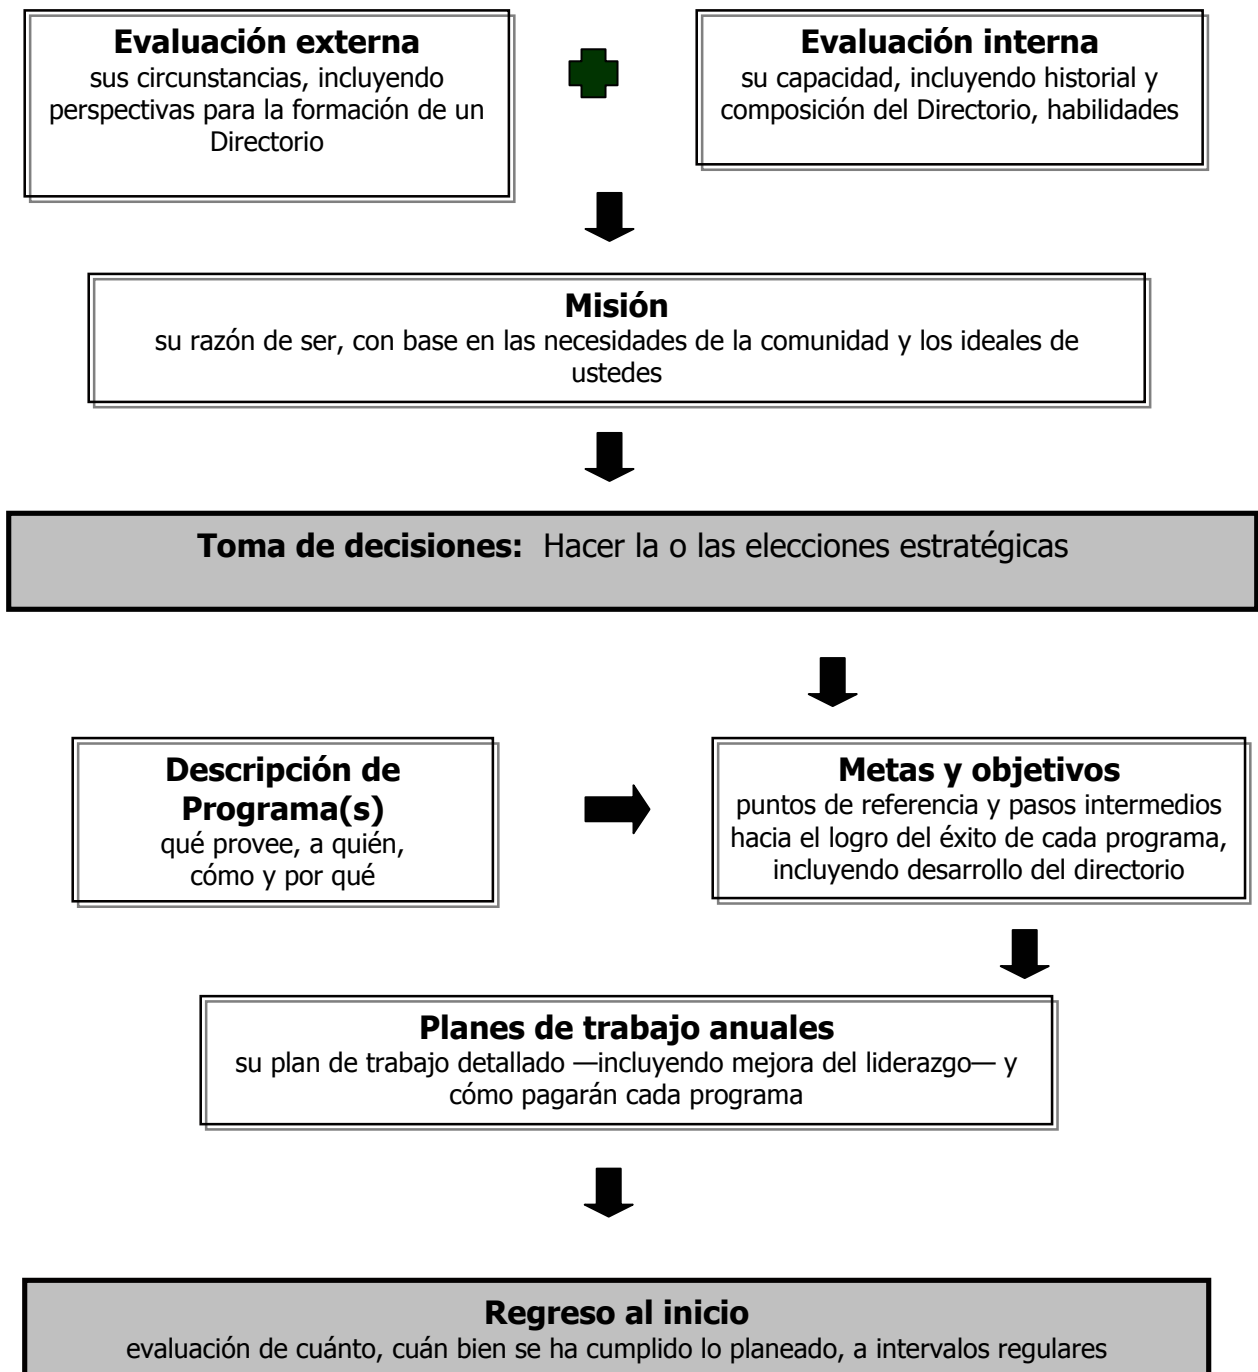 Evaluación externa
sus circunstancias, incluyendo
perspectivas para la formación de un
Directorio
Evaluación interna
su capacidad, incluyendo historial y
composición del Directorio, habilidades
Misión
su razón de ser, con base en las necesidades de la comunidad y los ideales de
ustedes
Toma de decisiones: Hacer la o las elecciones estratégicas
Descripción de
Programa(s)
qué provee, a quién,
cómo y por qué
Metas y objetivos
puntos de referencia y pasos intermedios
hacia el logro del éxito de cada programa,
incluyendo desarrollo del directorio
Planes de trabajo anuales
su plan de trabajo detallado —incluyendo mejora del liderazgo— y
cómo pagarán cada programa
Regreso al inicio
evaluación de cuánto, cuán bien se ha cumplido lo planeado, a intervalos regulares